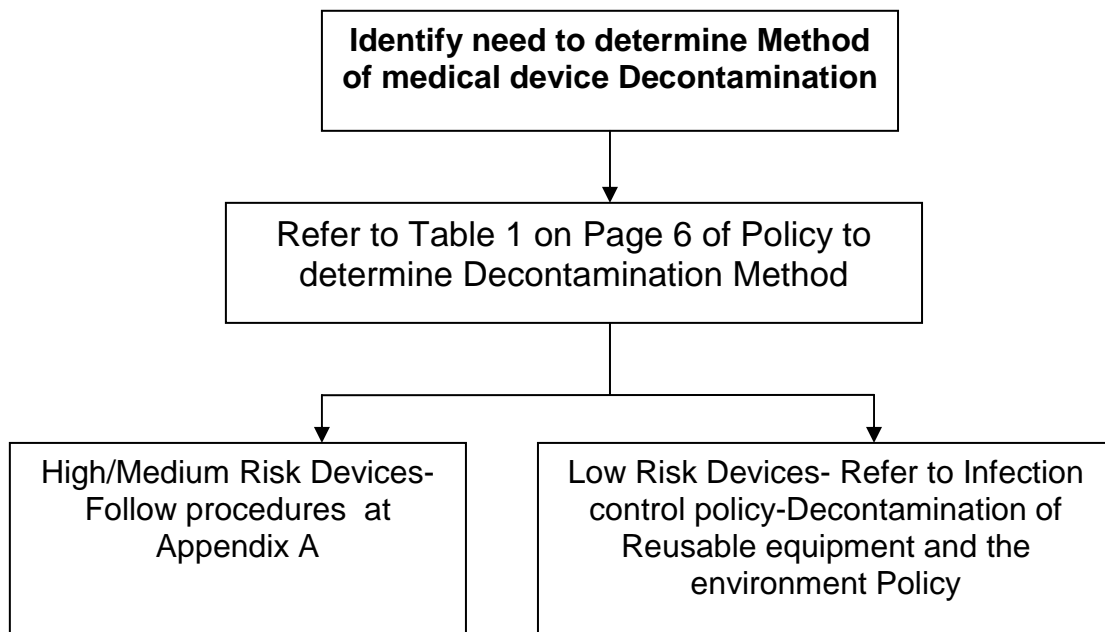 Identify need to determine Method
of medical device Decontamination
Refer to Table 1 on Page 6 of Policy to
determine Decontamination Method
High/Medium Risk Devices-
Follow procedures at
Appendix A
Low Risk Devices- Refer to Infection
control policy-Decontamination of
Reusable equipment and the
environment Policy